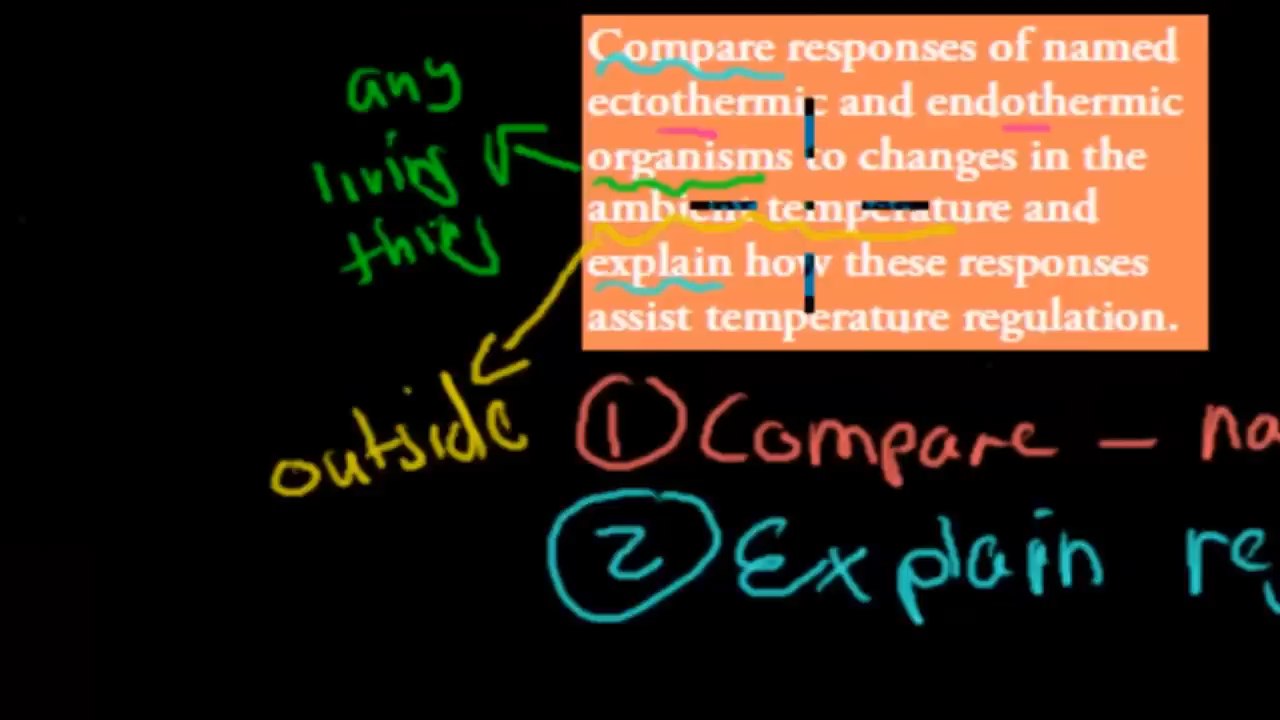 Compare responses of named
ectothermic and endothermic
organisms to changes in the
ambient temperature and
explain how these responses
assist temperature regulation.
any
living
thing
outside
1 Compare - na
2 Explain re